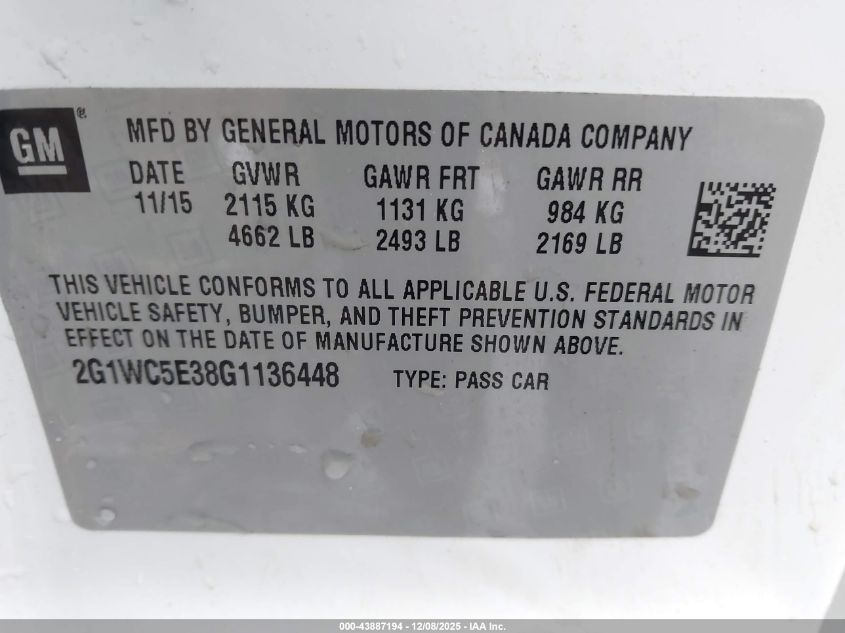 GM ®
MFD BY GENERAL MOTORS OF CANADA COMPANY
DATE GVWR GAWR FRT GAWR RR
11/15 2115 KG 1131 KG 984 KG
4662 LB 2493 LB 2169 LB
THIS VEHICLE CONFORMS TO ALL APPLICABLE U.S. FEDERAL MOTOR
VEHICLE SAFETY, BUMPER, AND THEFT PREVENTION STANDARDS IN
EFFECT ON THE DATE OF MANUFACTURE SHOWN ABOVE.
2G1WC5E38G1136448 TYPE: PASS CAR
000-43887194 - 12/08/2025 - IAA Inc.